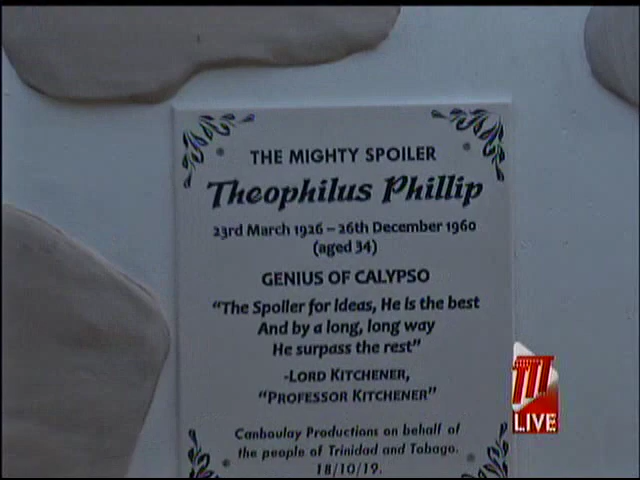 THE MIGHTY SPOILER
Theophilus Phillip
23rd March 1926 – 26th December 1960
(aged 34)
GENIUS OF CALYPSO
“The Spoiler for ideas, He is the best
And by a long, long way
He surpass the rest”
-LORD KITCHENER,
“PROFESSOR KITCHENER”
Canboulay Productions on behalf of
the people of Trinidad and Tobago.
18/10/19.
LIVE